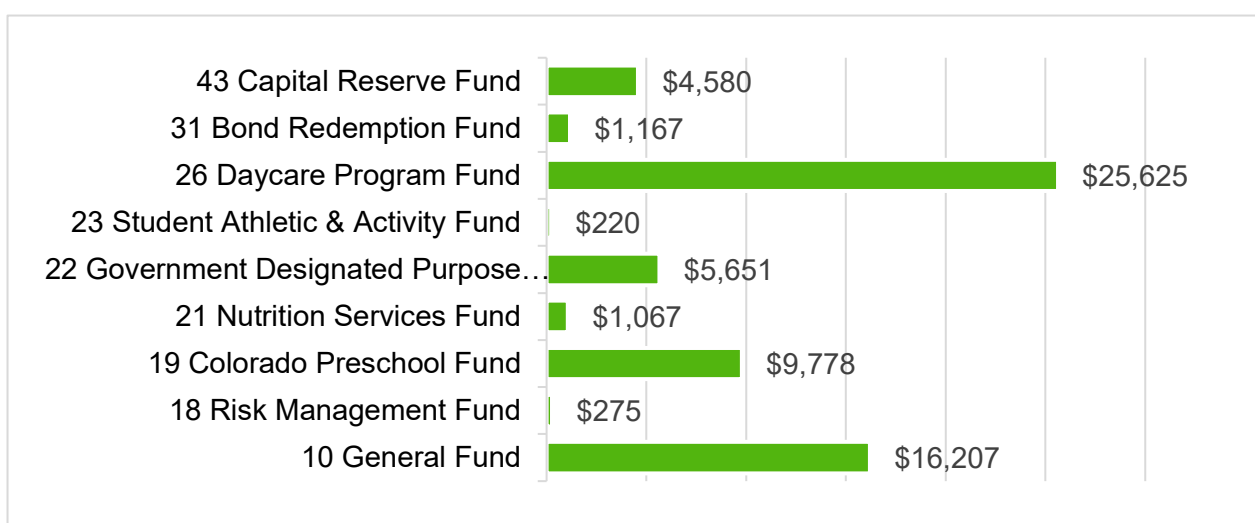 43 Capital Reserve Fund $4,580
31 Bond Redemption Fund $1,167
26 Daycare Program Fund $25,625
23 Student Athletic & Activity Fund $220
22 Government Designated Purpose… $5,651
21 Nutrition Services Fund $1,067
19 Colorado Preschool Fund $9,778
18 Risk Management Fund $275
10 General Fund $16,207